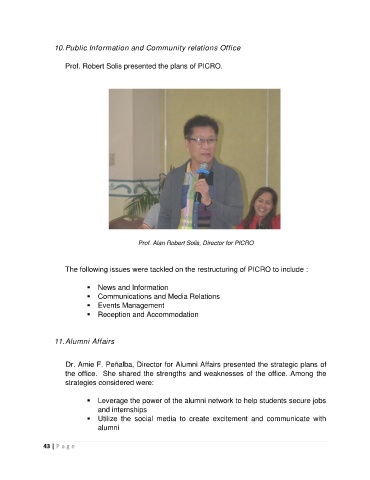 10. Public Information and Community relations Office
Prof. Robert Solis presented the plans of PICRO.
Prof. Alan Robert Solis, Director for PICRO
The following issues were tackled on the restructuring of PICRO to include :
▪ News and Information
▪ Communications and Media Relations
▪ Events Management
▪ Reception and Accommodation
11. Alumni Affairs
Dr. Amie F. Peñalba, Director for Alumni Affairs presented the strategic plans of
the office. She shared the strengths and weaknesses of the office. Among the
strategies considered were:
▪ Leverage the power of the alumni network to help students secure jobs
and internships
▪ Utilize the social media to create excitement and communicate with
alumni
43 | Page